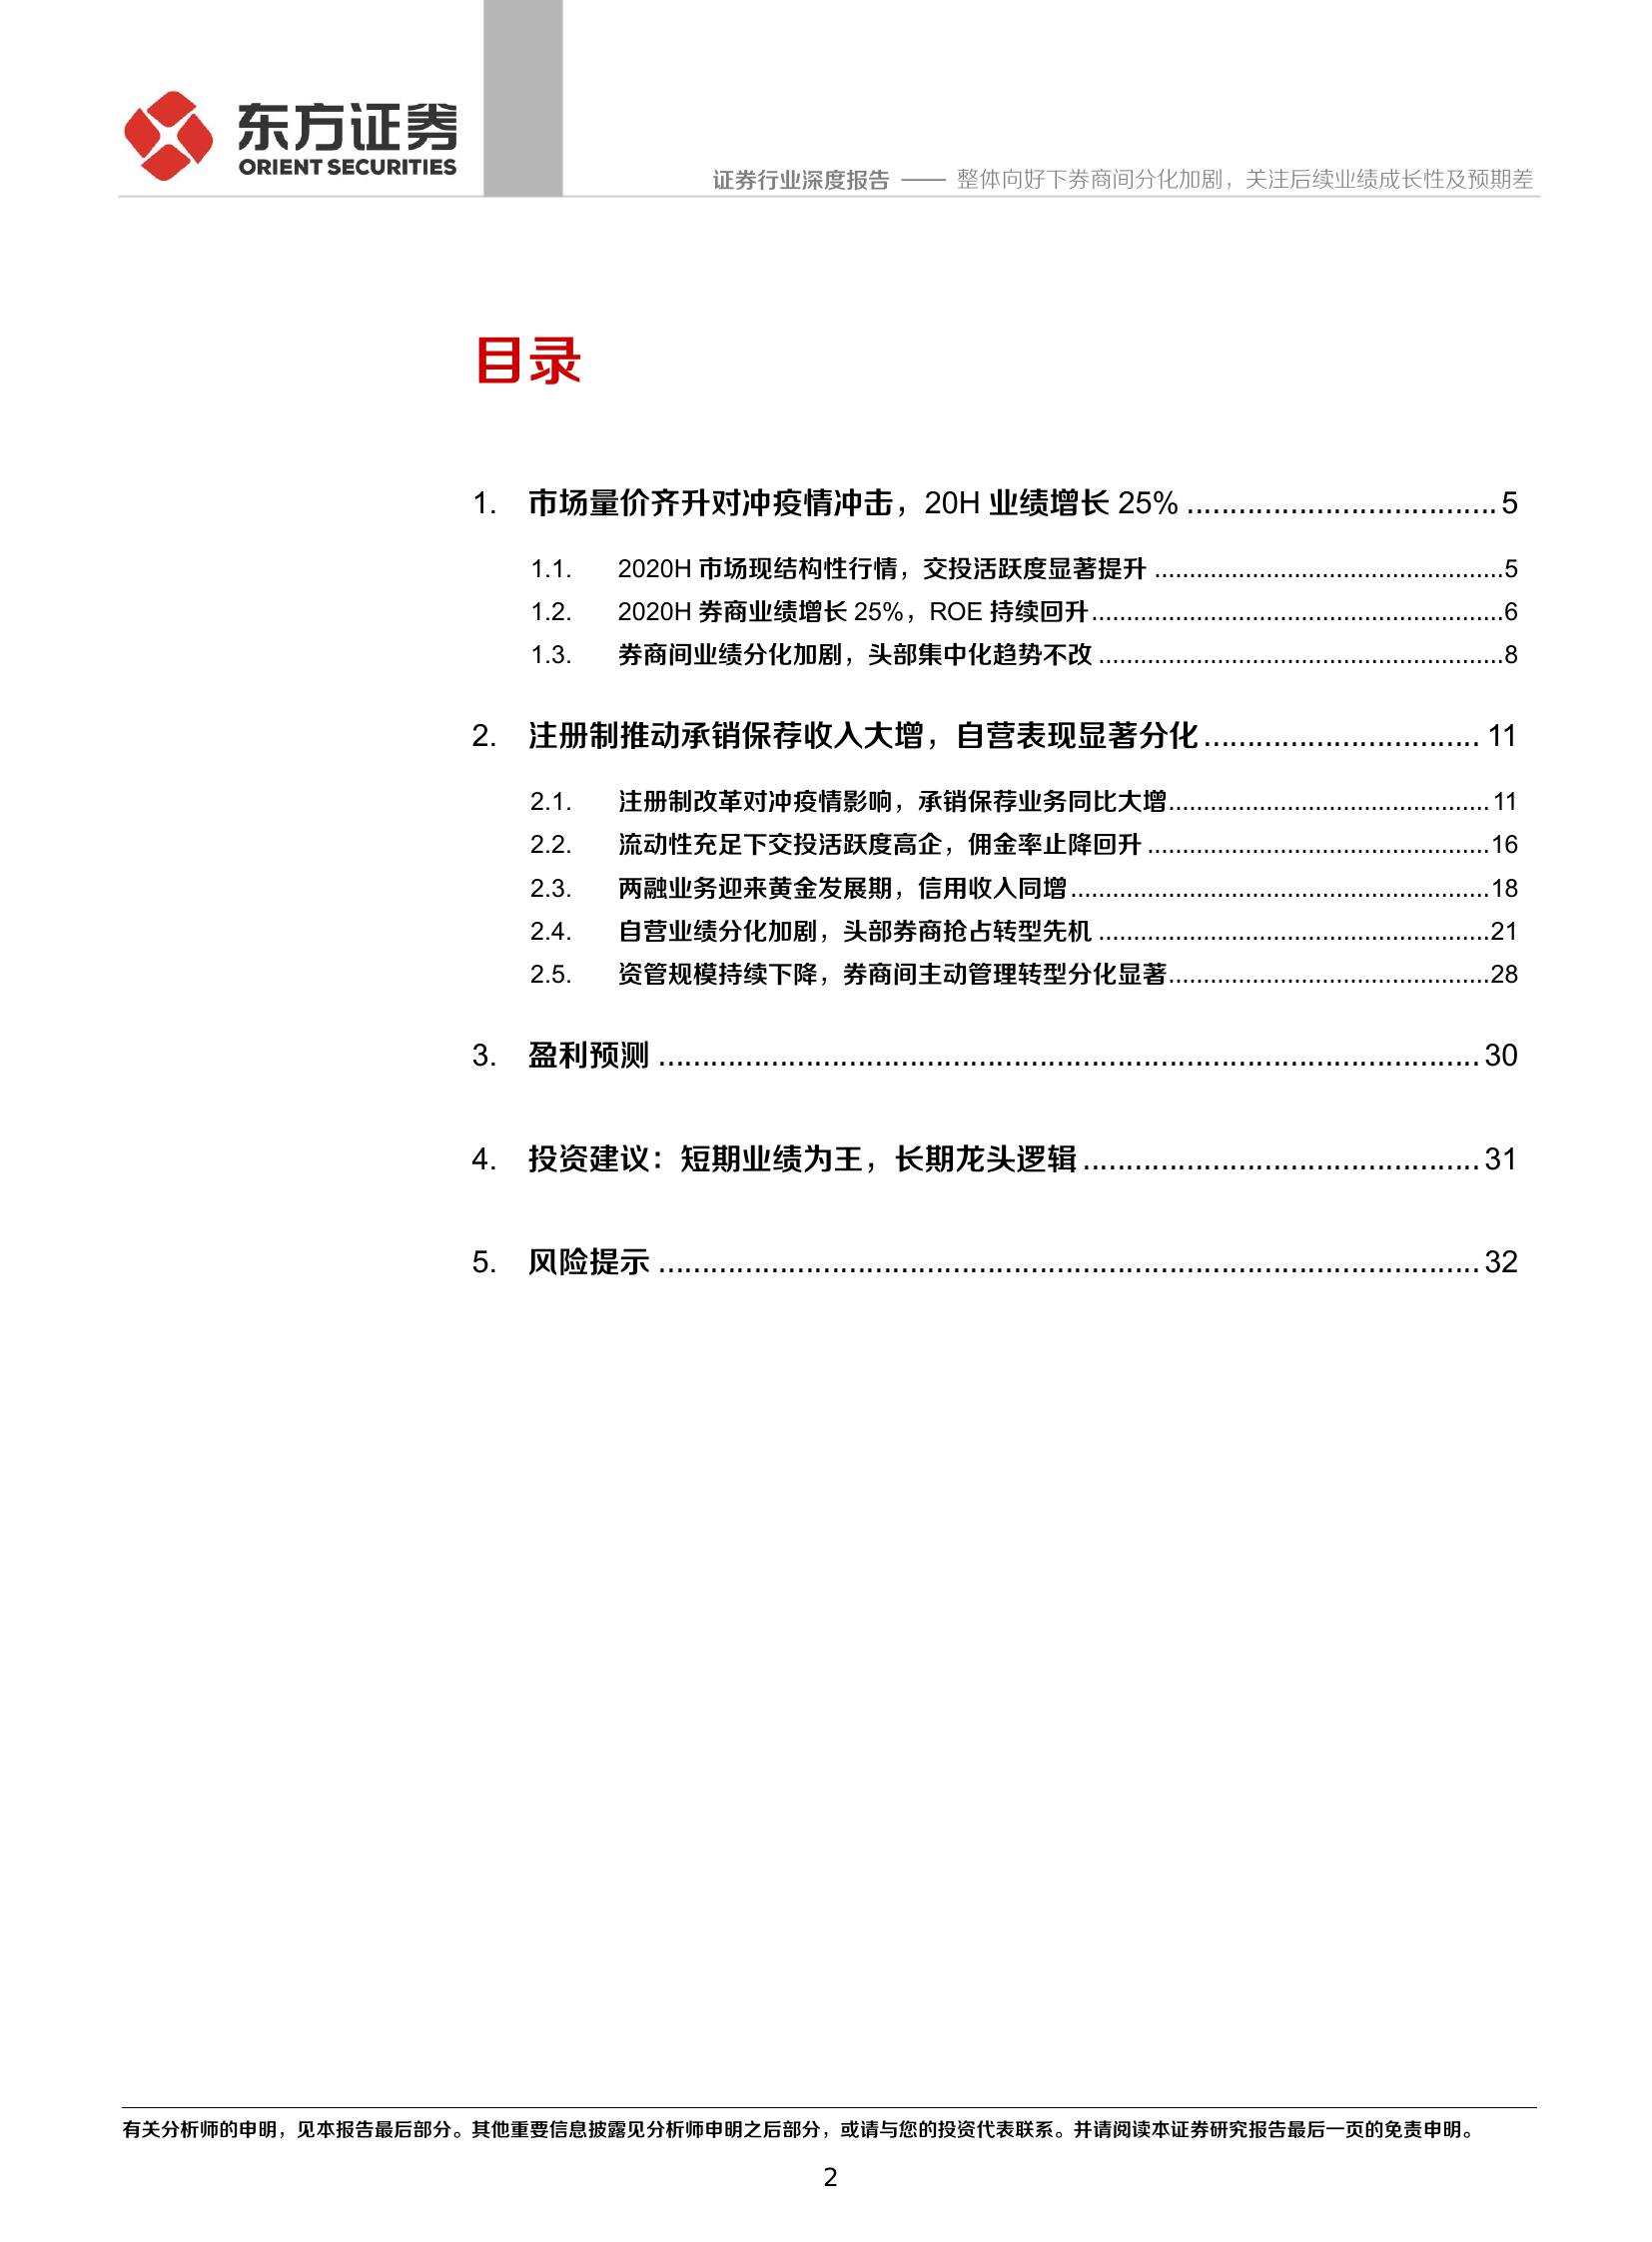 东方证券
ORIENT SECURITIES
证券行业深度报告 —— 整体向好下券商间分化加剧，关注后续业绩成长性及预期差
目录
1. 市场量价齐升对冲疫情冲击，20H 业绩增长 25% .................................... 5
1.1. 2020H 市场现结构性行情，交投活跃度显著提升 ..................................................5
1.2. 2020H 券商业绩增长 25%，ROE 持续回升...........................................................6
1.3. 券商间业绩分化加剧，头部集中化趋势不改 ..........................................................8
2. 注册制推动承销保荐收入大增，自营表现显著分化................................ 11
2.1. 注册制改革对冲疫情影响，承销保荐业务同比大增.............................................. 11
2.2. 流动性充足下交投活跃度高企，佣金率止降回升 .................................................16
2.3. 两融业务迎来黄金发展期，信用收入同增............................................................18
2.4. 自营业绩分化加剧，头部券商抢占转型先机 ........................................................21
2.5. 资管规模持续下降，券商间主动管理转型分化显著..............................................28
3. 盈利预测 ............................................................................................... 30
4. 投资建议：短期业绩为王，长期龙头逻辑.............................................. 31
5. 风险提示 ............................................................................................... 32
有关分析师的申明，见本报告最后部分。其他重要信息披露见分析师申明之后部分，或请与您的投资代表联系。并请阅读本证券研究报告最后一页的免责申明。
2